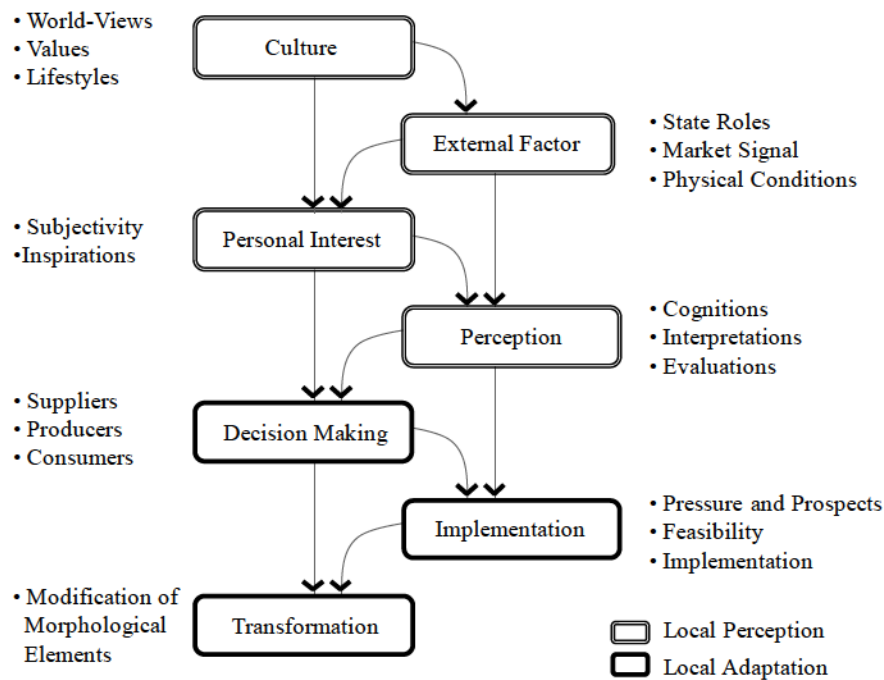 • World-Views
• Values
• Lifestyles
Culture
External Factor
• State Roles
• Market Signal
• Physical Conditions
• Subjectivity
•Inspirations
Personal Interest
Perception
• Cognitions
• Interpretations
• Evaluations
• Suppliers
• Producers
• Consumers
Decision Making
Implementation
• Pressure and Prospects
• Feasibility
• Implementation
• Modification of
Morphological
Elements
Transformation
Local Perception
Local Adaptation